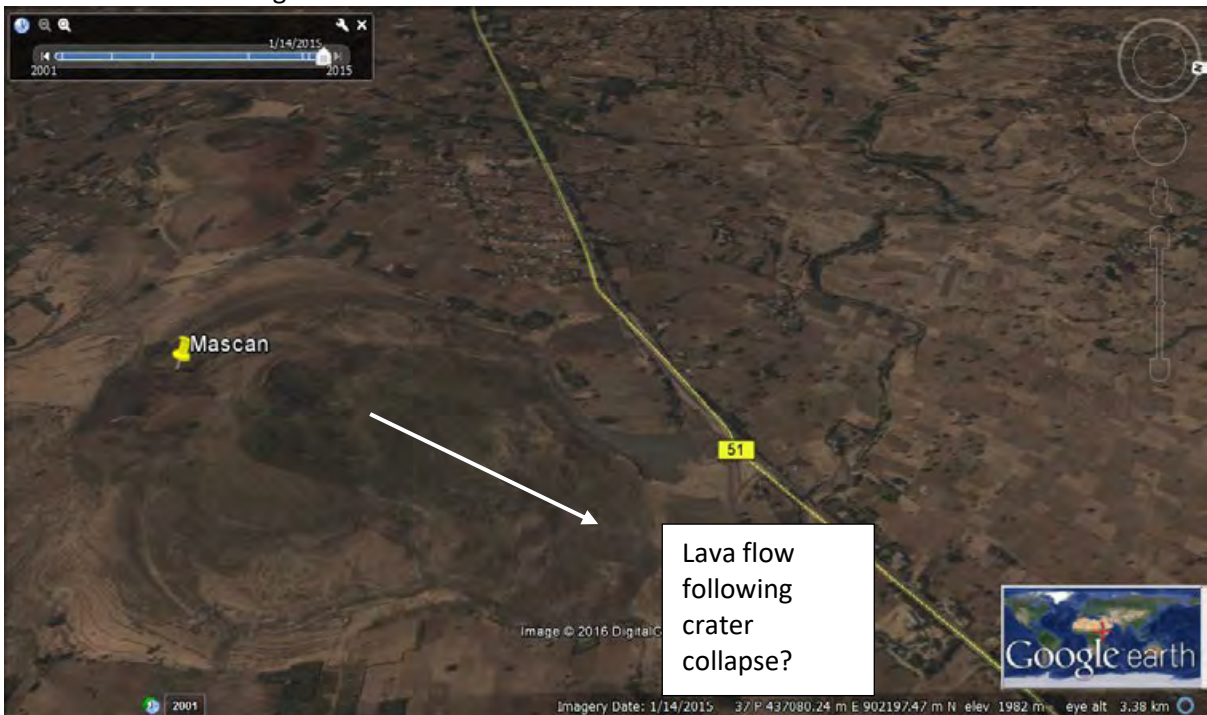 1/14/2015
2001
2015
N
Mascan
51
Lava flow
following
crater
collapse?
Image © 2016 DigitalG
Google earth
2001
Imagery Date: 1/14/2015 37 P 437080.24 m E 902197.47 m N elev 1982 m eye alt 3.38 km